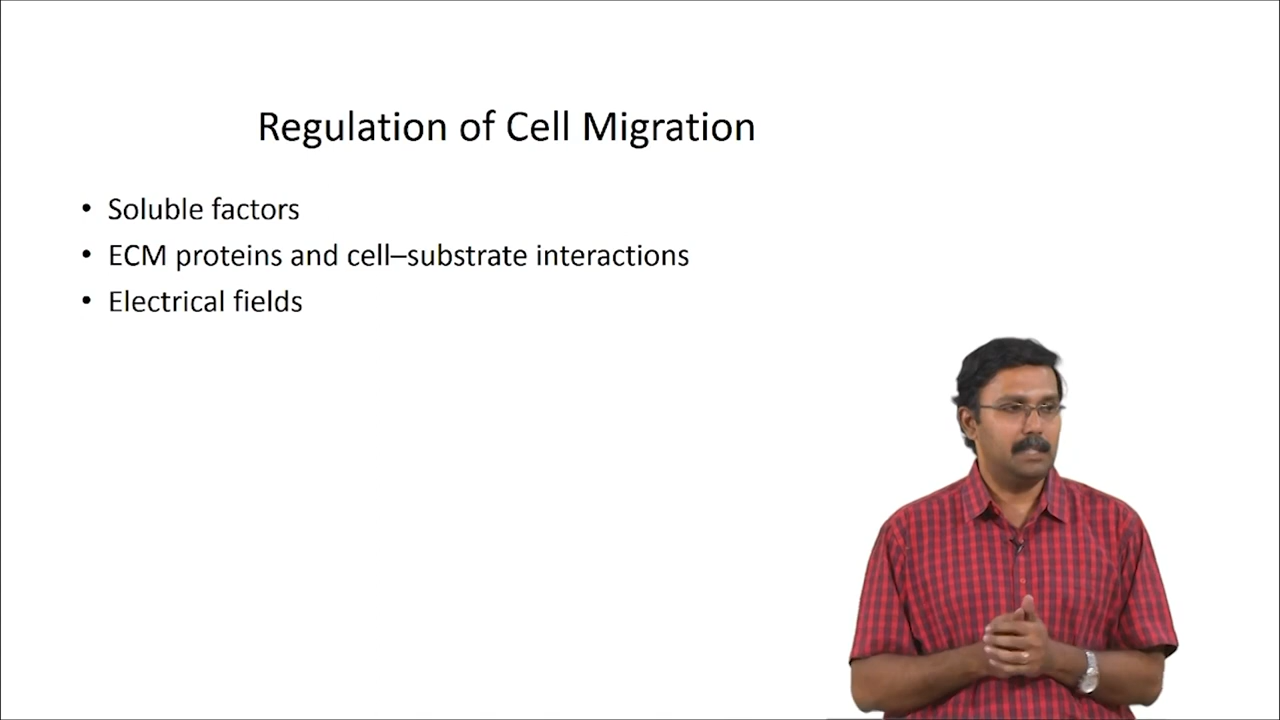 Regulation of Cell Migration
• Soluble factors
• ECM proteins and cell–substrate interactions
• Electrical fields